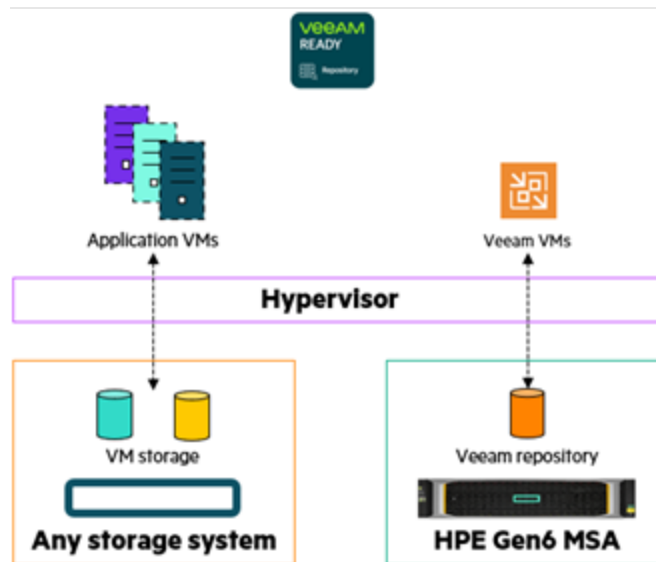 veeAM
READY
Repository
Application VMs
Veeam VMs
Hypervisor
VM storage
Veeam repository
Any storage system
HPE Gen6 MSA